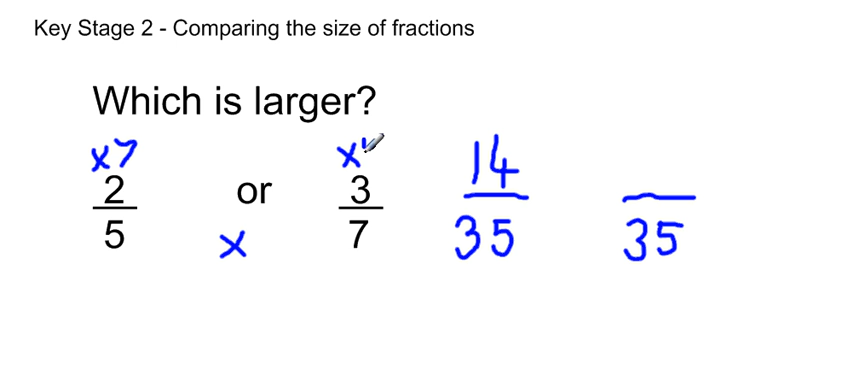 Key Stage 2 - Comparing the size of fractions
Which is larger?
x7 x
2 or 3 14
5 x 7 35 35